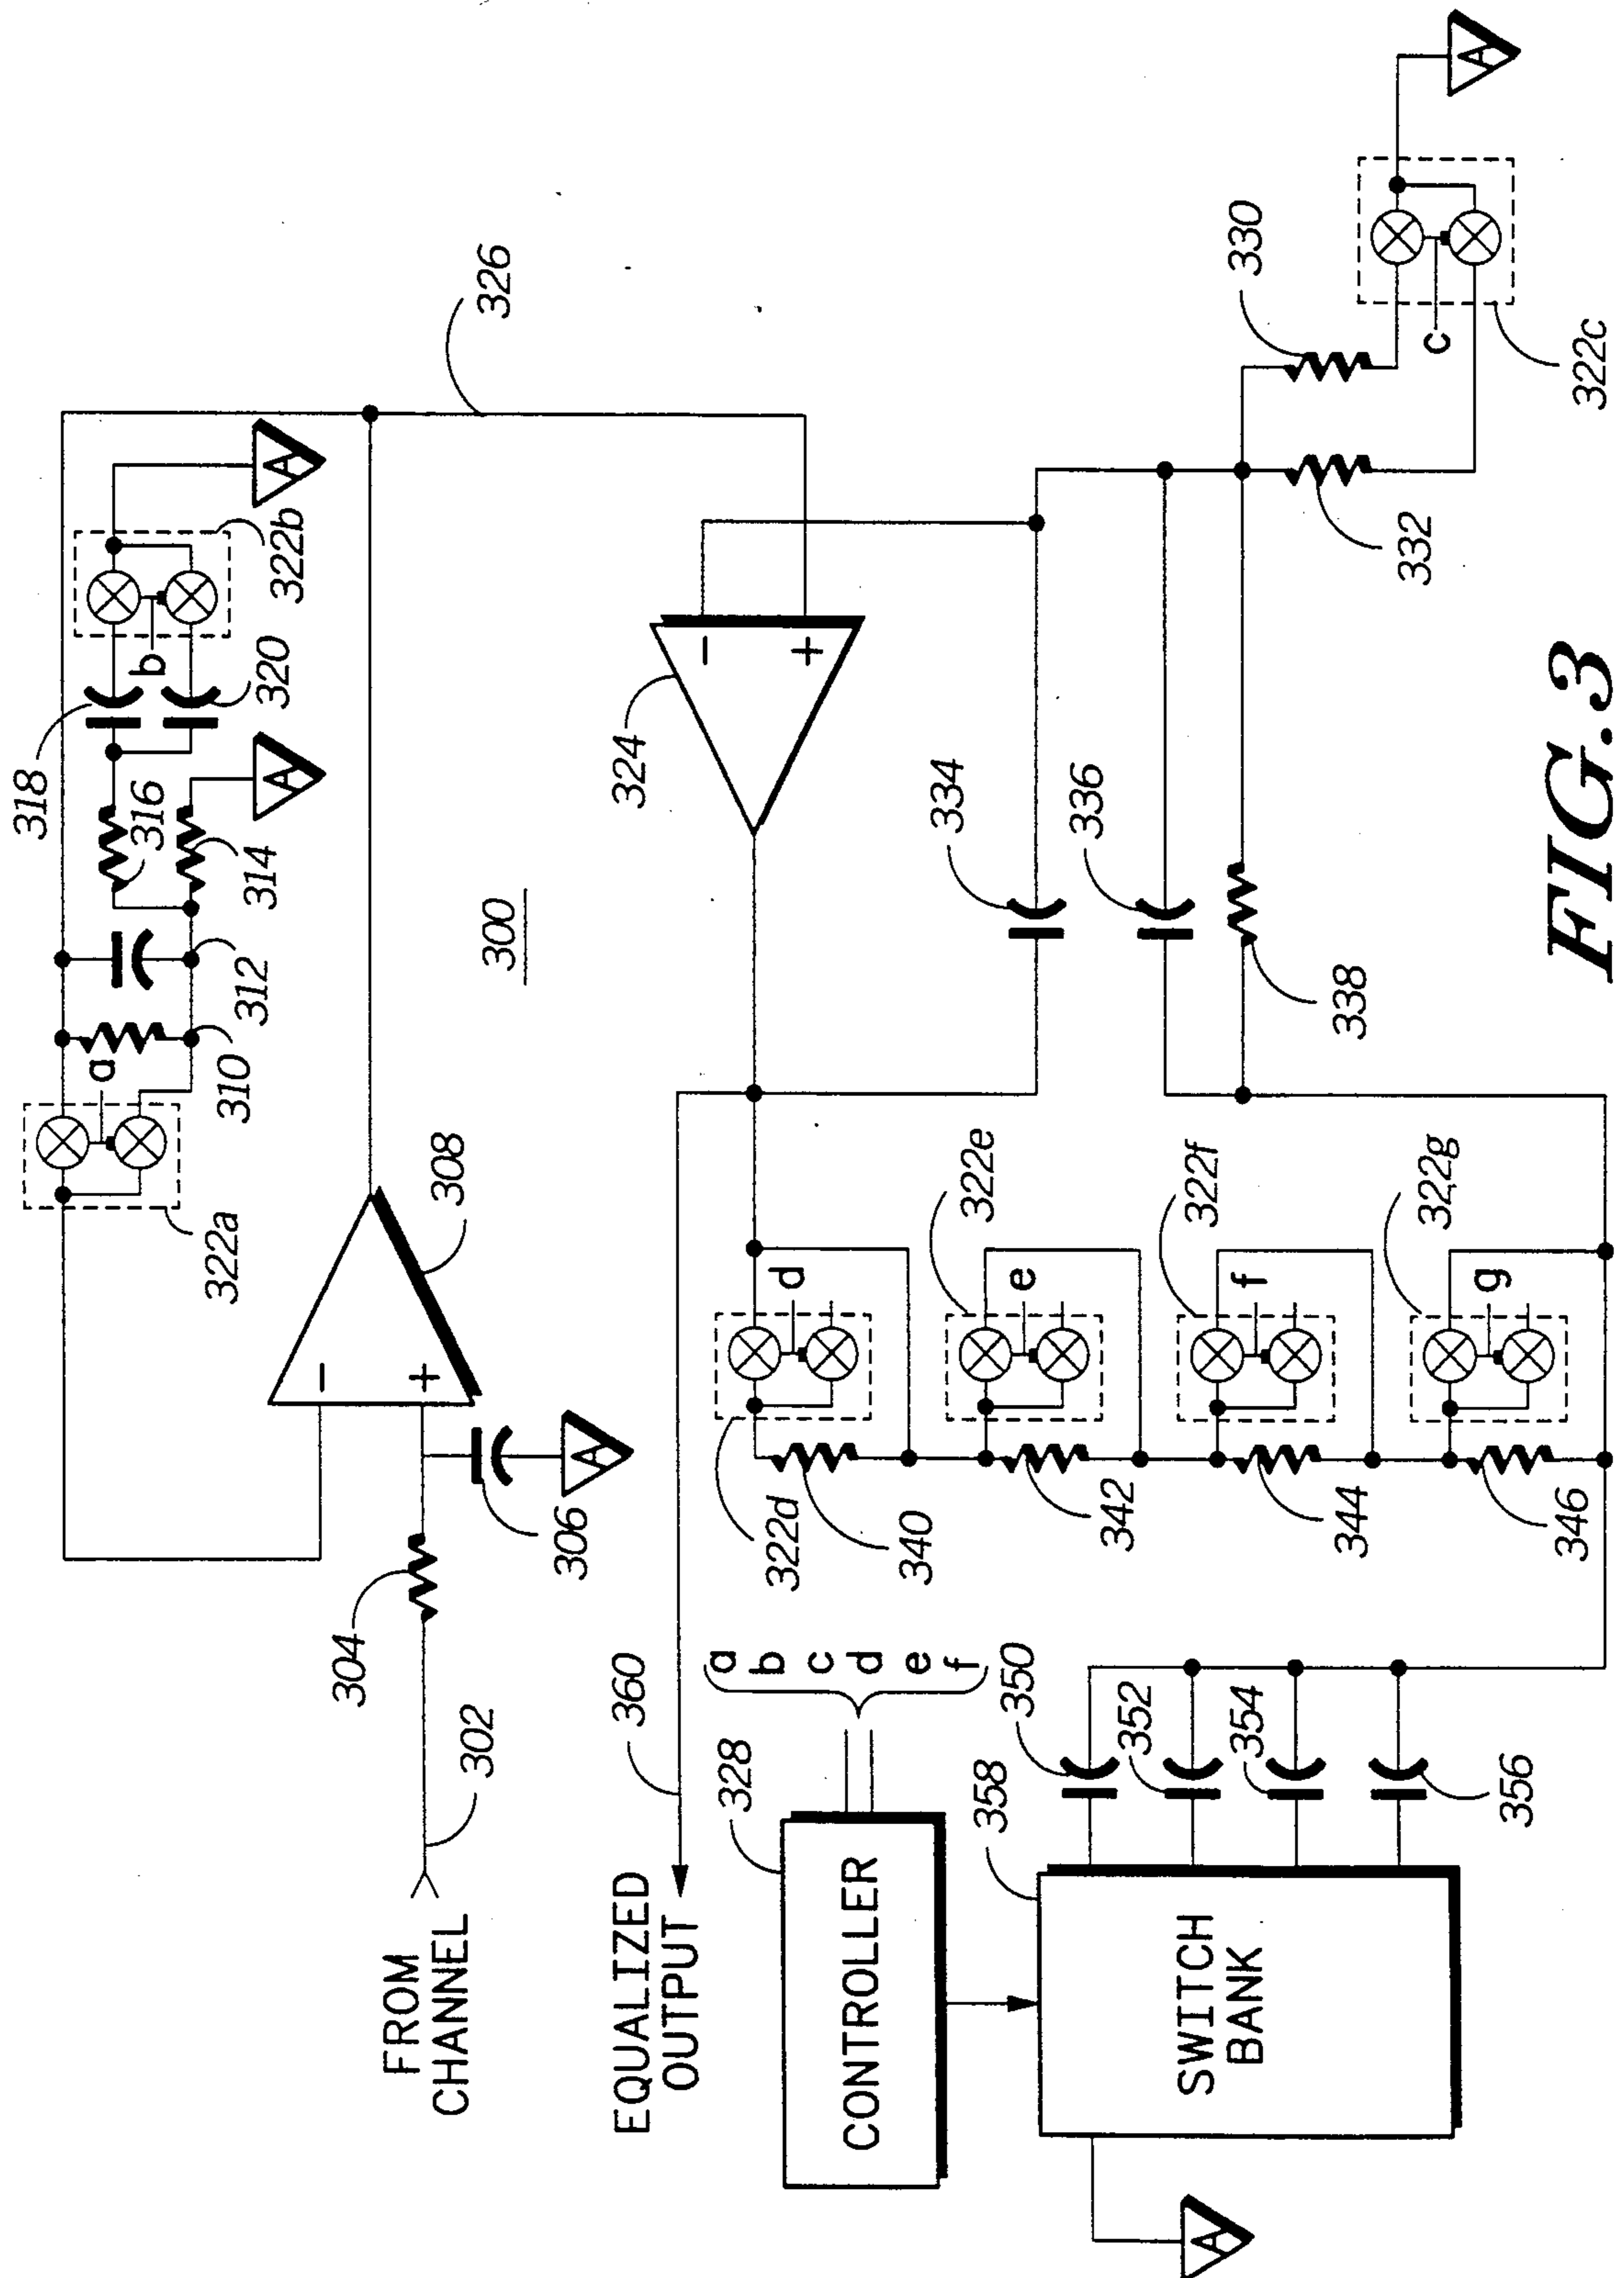 318
316
b
322b
A
320
A
314
312
a
310
322a
326
308
300
324
304
302
306
A
FROM
CHANNEL
334
336
338
330
332
c
322c
A
360
EQUALIZED
OUTPUT
322d
d
340
322e
e
342
322f
f
344
322g
g
346
328
CONTROLLER
a
b
c
d
e
f
350
352
354
356
358
SWITCH
BANK
A
FIG.3